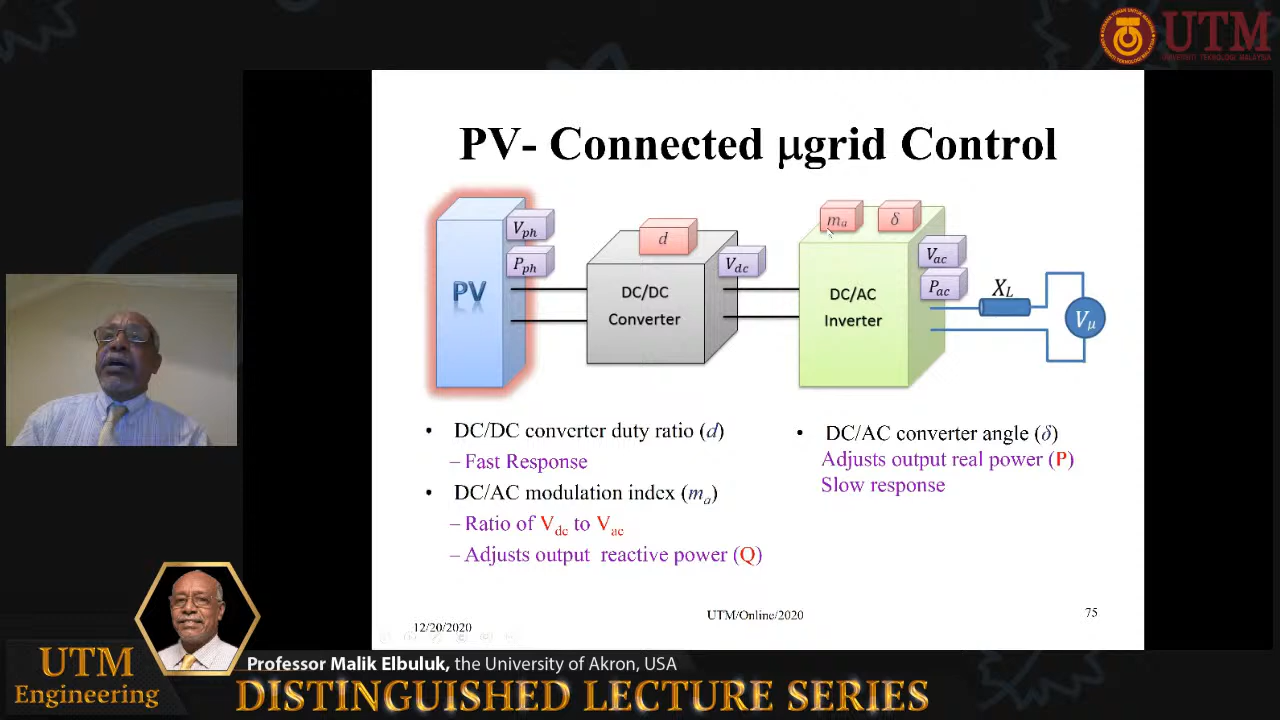 UTM
UNIVERSITI TEKNOLOGI MALAYSIA
PV- Connected µgrid Control
V_ph
P_ph
PV
d
DC/DC
Converter
V_dc
m_a
δ
DC/AC
Inverter
V_ac
P_ac
X_L
V_μ
• DC/DC converter duty ratio (d)
– Fast Response
• DC/AC modulation index (m_a)
– Ratio of V_dc to V_ac
– Adjusts output reactive power (Q)
• DC/AC converter angle (δ)
Adjusts output real power (P)
Slow response
12/20/2020
UTM/Online/2020
75
UTM
Engineering
Professor Malik Elbuluk, the University of Akron, USA
DISTINGUISHED LECTURE SERIES